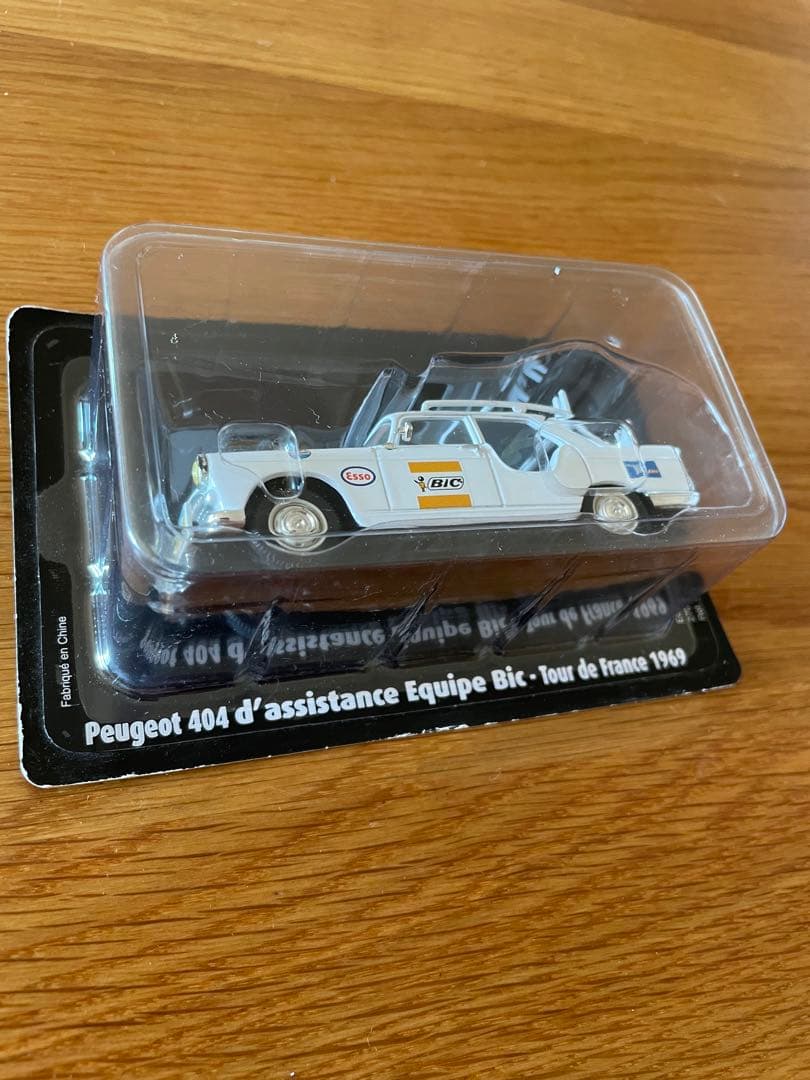 Esso
BIC
Fabriqué en Chine
Peugeot 404 d'assistance Equipe Bic - Tour de France 1969